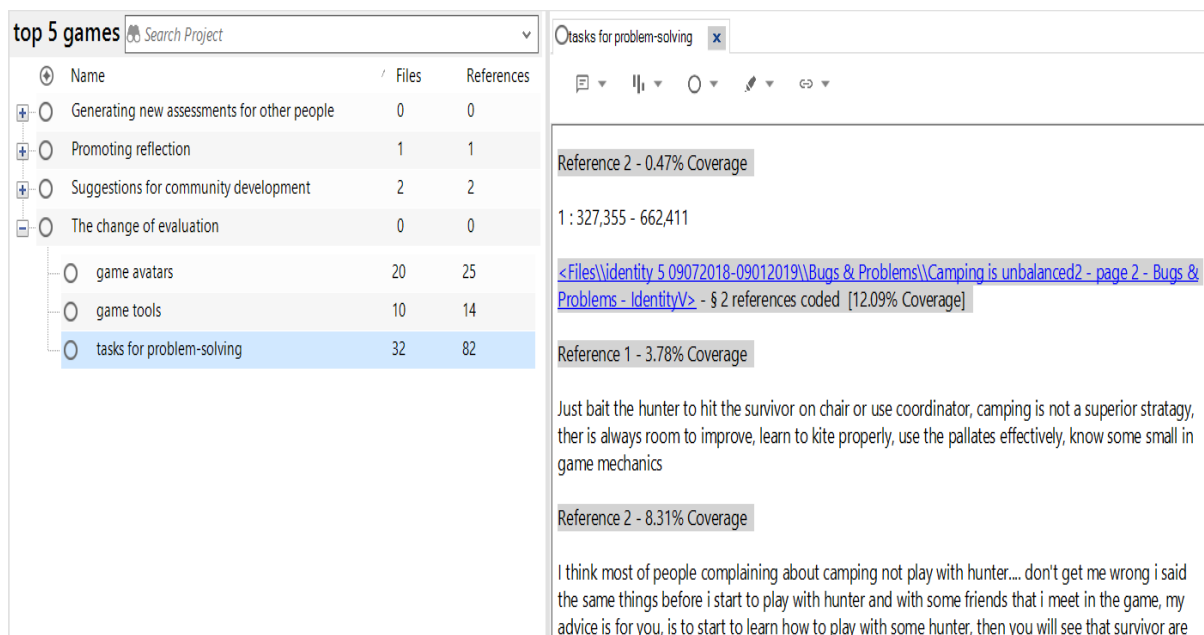 top 5 games Search Project
Name Files References
Generating new assessments for other people 0 0
Promoting reflection 1 1
Suggestions for community development 2 2
The change of evaluation 0 0
game avatars 20 25
game tools 10 14
tasks for problem-solving 32 82
tasks for problem-solving x
Reference 2 - 0.47% Coverage
1 : 327,355 - 662,411
<Files\\identity 5 09072018-09012019\\Bugs & Problems\\Camping is unbalanced2 - page 2 - Bugs &
Problems - IdentityV> - § 2 references coded [12.09% Coverage]
Reference 1 - 3.78% Coverage
Just bait the hunter to hit the survivor on chair or use coordinator, camping is not a superior stratagy,
ther is always room to improve, learn to kite properly, use the pallates effectively, know some small in
game mechanics
Reference 2 - 8.31% Coverage
I think most of people complaining about camping not play with hunter.... don't get me wrong i said
the same things before i start to play with hunter and with some friends that i meet in the game, my
advice is for you, is to start to learn how to play with some hunter, then you will see that survivor are